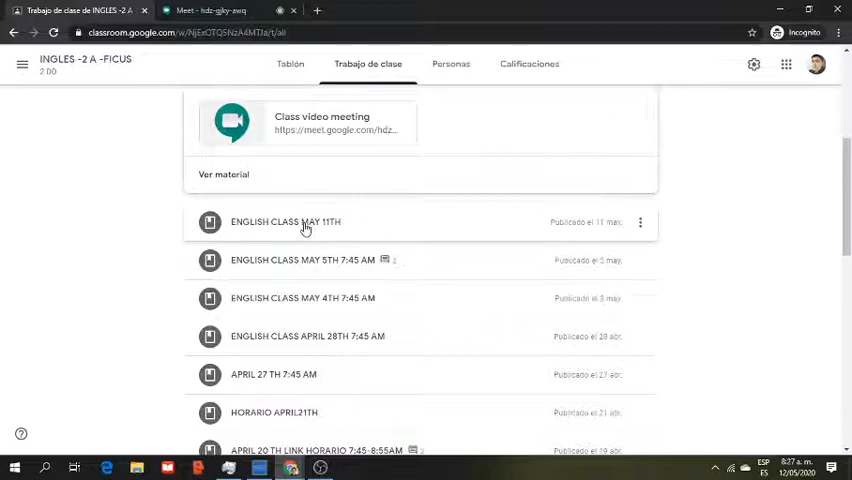 Trabajo de clase de INGLES -2 A
Meet - hdz-gjky-awq
classroom.google.com/w/NjExOTQ5NzA4MTJa/t/all
Incognito
INGLES -2 A -FICUS
2 DO
Tablón
Trabajo de clase
Personas
Calificaciones
Class video meeting
https://meet.google.com/hdz...
Ver material
ENGLISH CLASS MAY 11TH
Publicado el 11 may.
ENGLISH CLASS MAY 5TH 7:45 AM
2
Publicado el 5 may.
ENGLISH CLASS MAY 4TH 7:45 AM
Publicado el 3 may.
ENGLISH CLASS APRIL 28TH 7:45 AM
Publicado el 28 abr.
APRIL 27 TH 7:45 AM
Publicado el 27 abr.
HORARIO APRIL21TH
Publicado el 21 abr.
APRIL 20 TH LINK HORARIO 7:45-8:55AM
2
Publicado el 19 abr.
ESP
ES
8:27 a. m.
12/05/2020